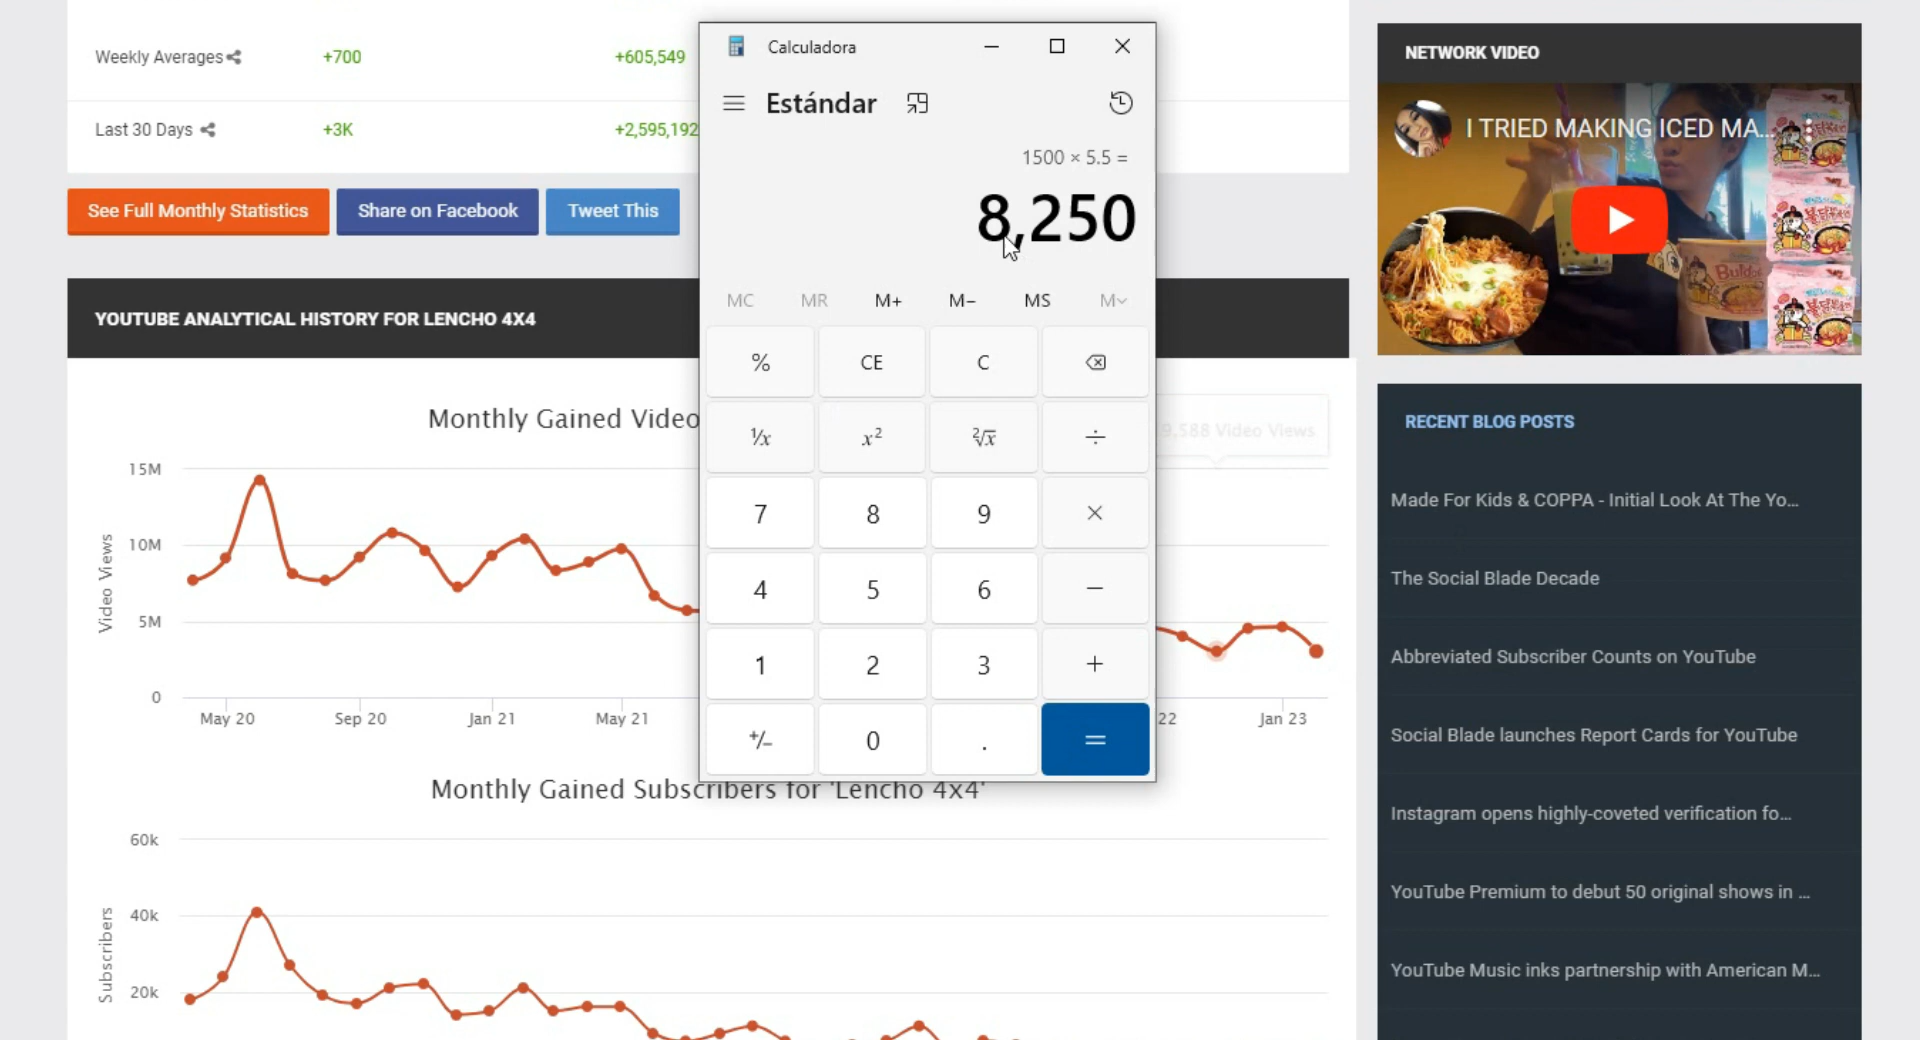 Weekly Averages
+700
+605,549
Last 30 Days
+3K
+2,595,192
See Full Monthly Statistics
Share on Facebook
Tweet This
YOUTUBE ANALYTICAL HISTORY FOR LENCHO 4X4
Monthly Gained Video
9,588 Video Views
15M
10M
5M
0
Video Views
May 20
Sep 20
Jan 21
May 21
22
Jan 23
Monthly Gained Subscribers for 'Lencho 4x4'
60k
40k
20k
Subscribers
Calculadora
Estándar
1500 × 5.5 =
8,250
MC MR M+ M− MS M
% CE C
¹/x x² ²√x ÷
7 8 9 ×
4 5 6 −
1 2 3 +
+/− 0 . =
NETWORK VIDEO
I TRIED MAKING ICED MA...
RECENT BLOG POSTS
Made For Kids & COPPA - Initial Look At The Yo...
The Social Blade Decade
Abbreviated Subscriber Counts on YouTube
Social Blade launches Report Cards for YouTube
Instagram opens highly-coveted verification fo...
YouTube Premium to debut 50 original shows in ...
YouTube Music inks partnership with American M...